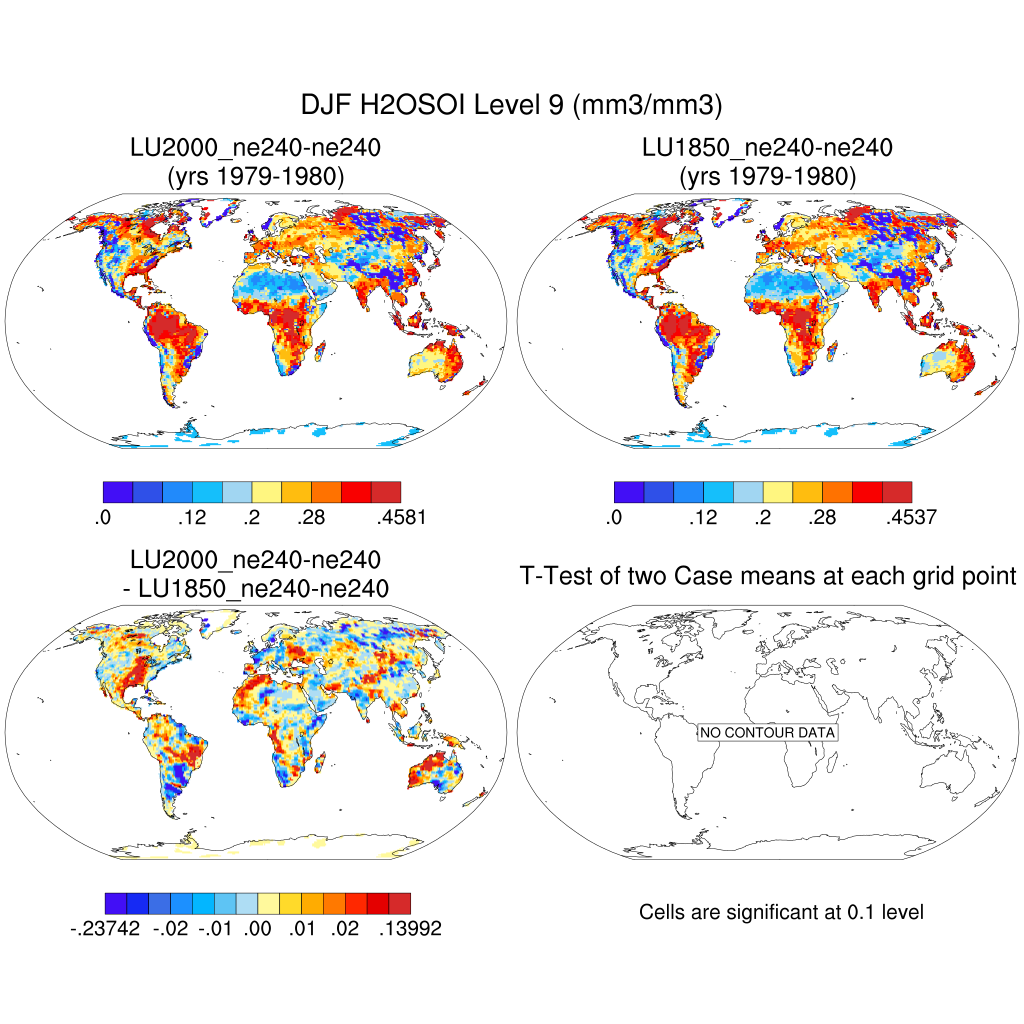 DJF H2OSOI Level 9 (mm3/mm3)
LU2000_ne240-ne240
(yrs 1979-1980)
LU1850_ne240-ne240
(yrs 1979-1980)
.0 .12 .2 .28 .4581
.0 .12 .2 .28 .4537
LU2000_ne240-ne240
- LU1850_ne240-ne240
T-Test of two Case means at each grid point
NO CONTOUR DATA
-.23742 -.02 -.01 .00 .01 .02 .13992
Cells are significant at 0.1 level